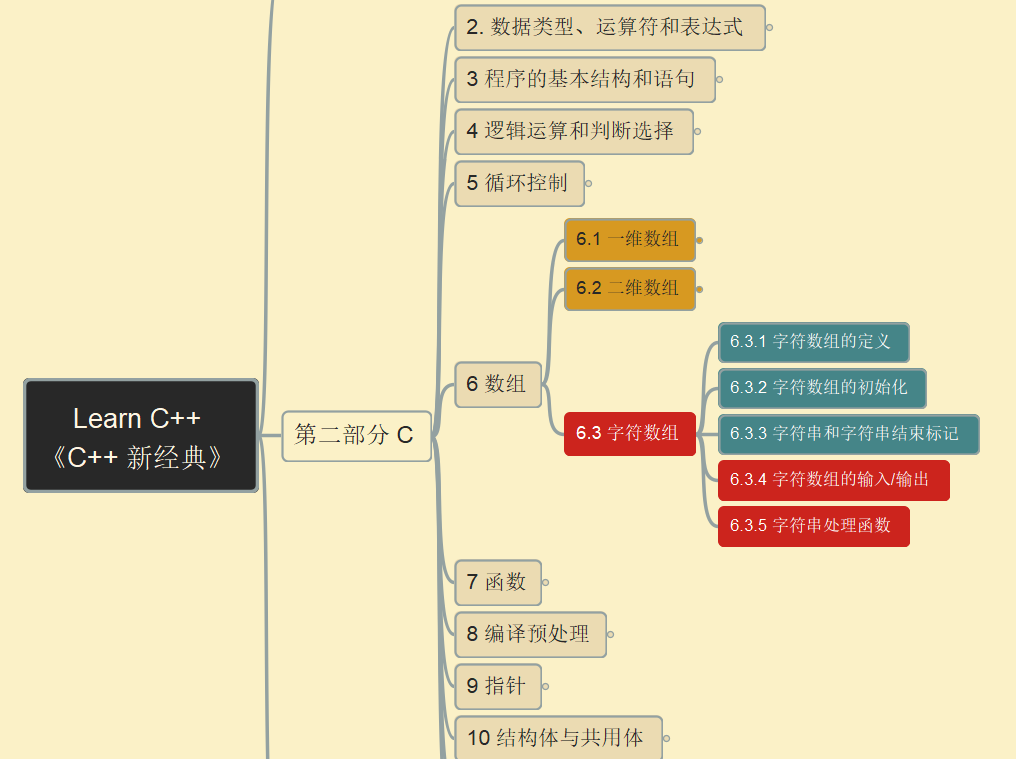 Learn C++
《C++ 新经典》
第二部分 C
2. 数据类型、运算符和表达式
3 程序的基本结构和语句
4 逻辑运算和判断选择
5 循环控制
6 数组
6.1 一维数组
6.2 二维数组
6.3 字符数组
6.3.1 字符数组的定义
6.3.2 字符数组的初始化
6.3.3 字符串和字符串结束标记
6.3.4 字符数组的输入/输出
6.3.5 字符串处理函数
7 函数
8 编译预处理
9 指针
10 结构体与共用体